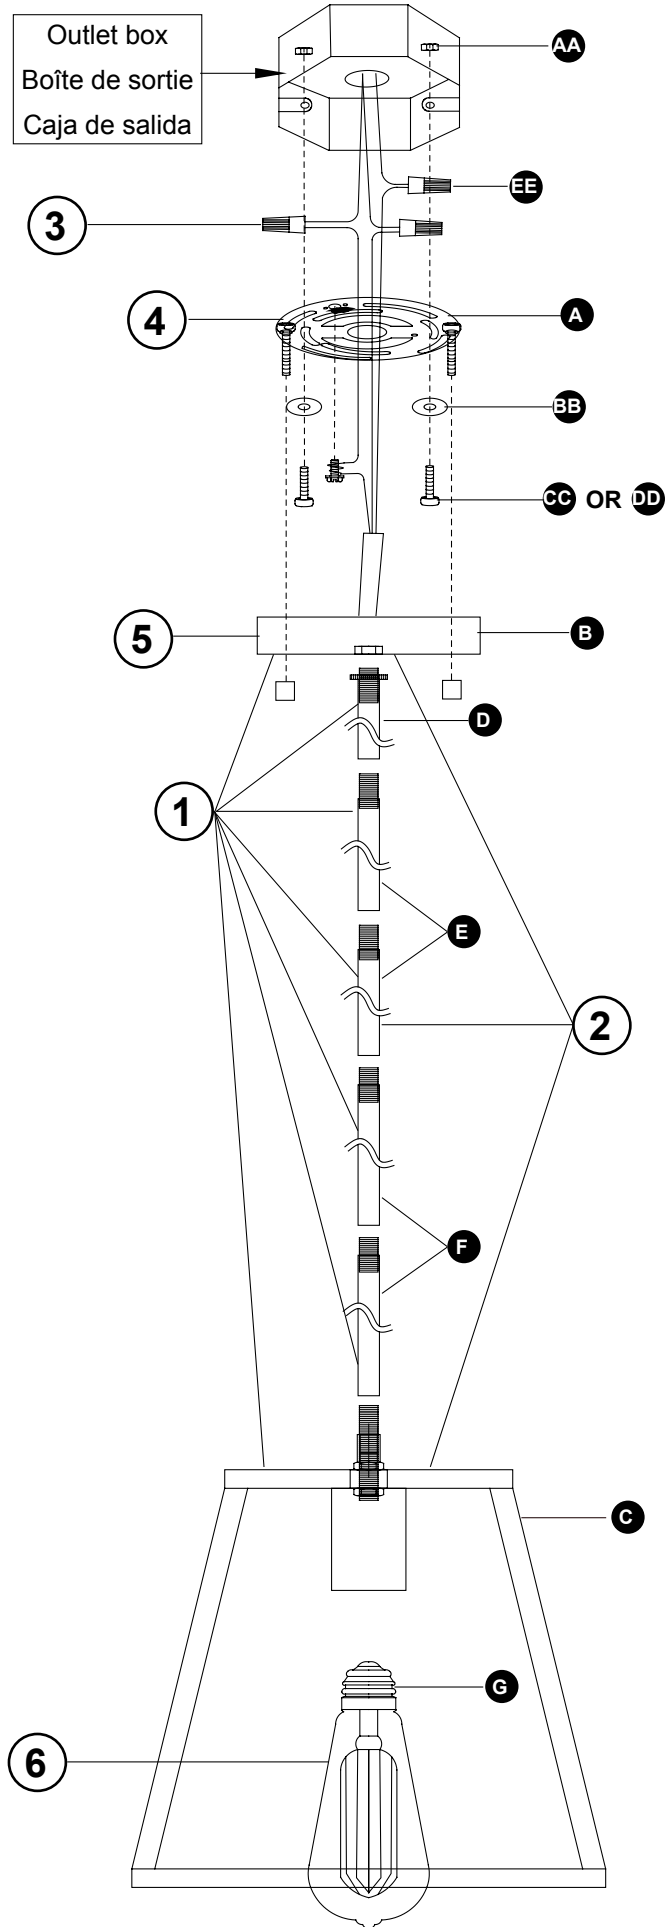 Outlet box
Boîte de sortie
Caja de salida
AA
EE
3
4
A
BB
CC OR DD
5
B
D
1
E
2
F
C
G
6